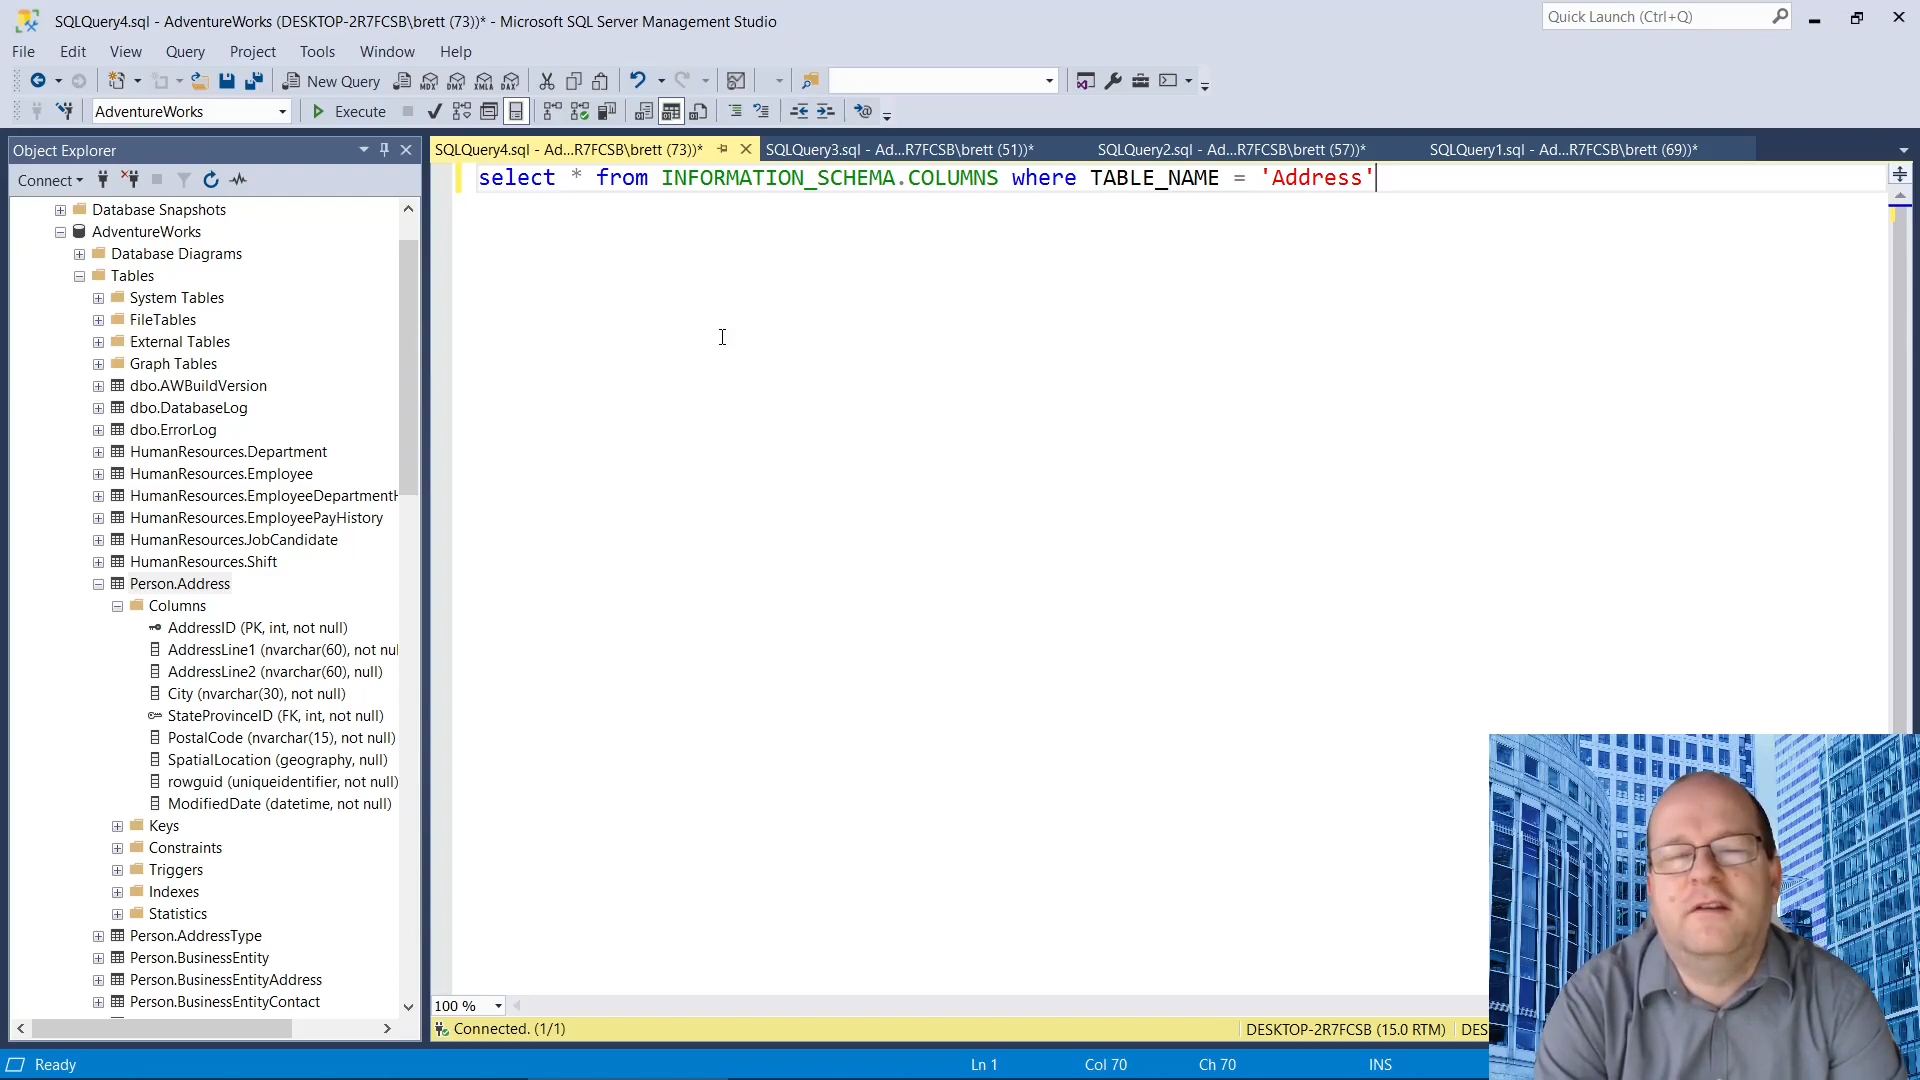 SQLQuery4.sql - AdventureWorks (DESKTOP-2R7FCSB\brett (73))* - Microsoft SQL Server Management Studio
Quick Launch (Ctrl+Q)
File Edit View Query Project Tools Window Help
New Query MDX DMX XMLA DAX
AdventureWorks Execute
Object Explorer
Connect
Database Snapshots
AdventureWorks
Database Diagrams
Tables
System Tables
FileTables
External Tables
Graph Tables
dbo.AWBuildVersion
dbo.DatabaseLog
dbo.ErrorLog
HumanResources.Department
HumanResources.Employee
HumanResources.EmployeeDepartmentH
HumanResources.EmployeePayHistory
HumanResources.JobCandidate
HumanResources.Shift
Person.Address
Columns
AddressID (PK, int, not null)
AddressLine1 (nvarchar(60), not nul
AddressLine2 (nvarchar(60), null)
City (nvarchar(30), not null)
StateProvinceID (FK, int, not null)
PostalCode (nvarchar(15), not null)
SpatialLocation (geography, null)
rowguid (uniqueidentifier, not null)
ModifiedDate (datetime, not null)
Keys
Constraints
Triggers
Indexes
Statistics
Person.AddressType
Person.BusinessEntity
Person.BusinessEntityAddress
Person.BusinessEntityContact
SQLQuery4.sql - Ad...R7FCSB\brett (73))* SQLQuery3.sql - Ad...R7FCSB\brett (51))* SQLQuery2.sql - Ad...R7FCSB\brett (57))* SQLQuery1.sql - Ad...R7FCSB\brett (69))*
select * from INFORMATION_SCHEMA.COLUMNS where TABLE_NAME = 'Address'
100 %
Connected. (1/1) DESKTOP-2R7FCSB (15.0 RTM) DES
Ready Ln 1 Col 70 Ch 70 INS